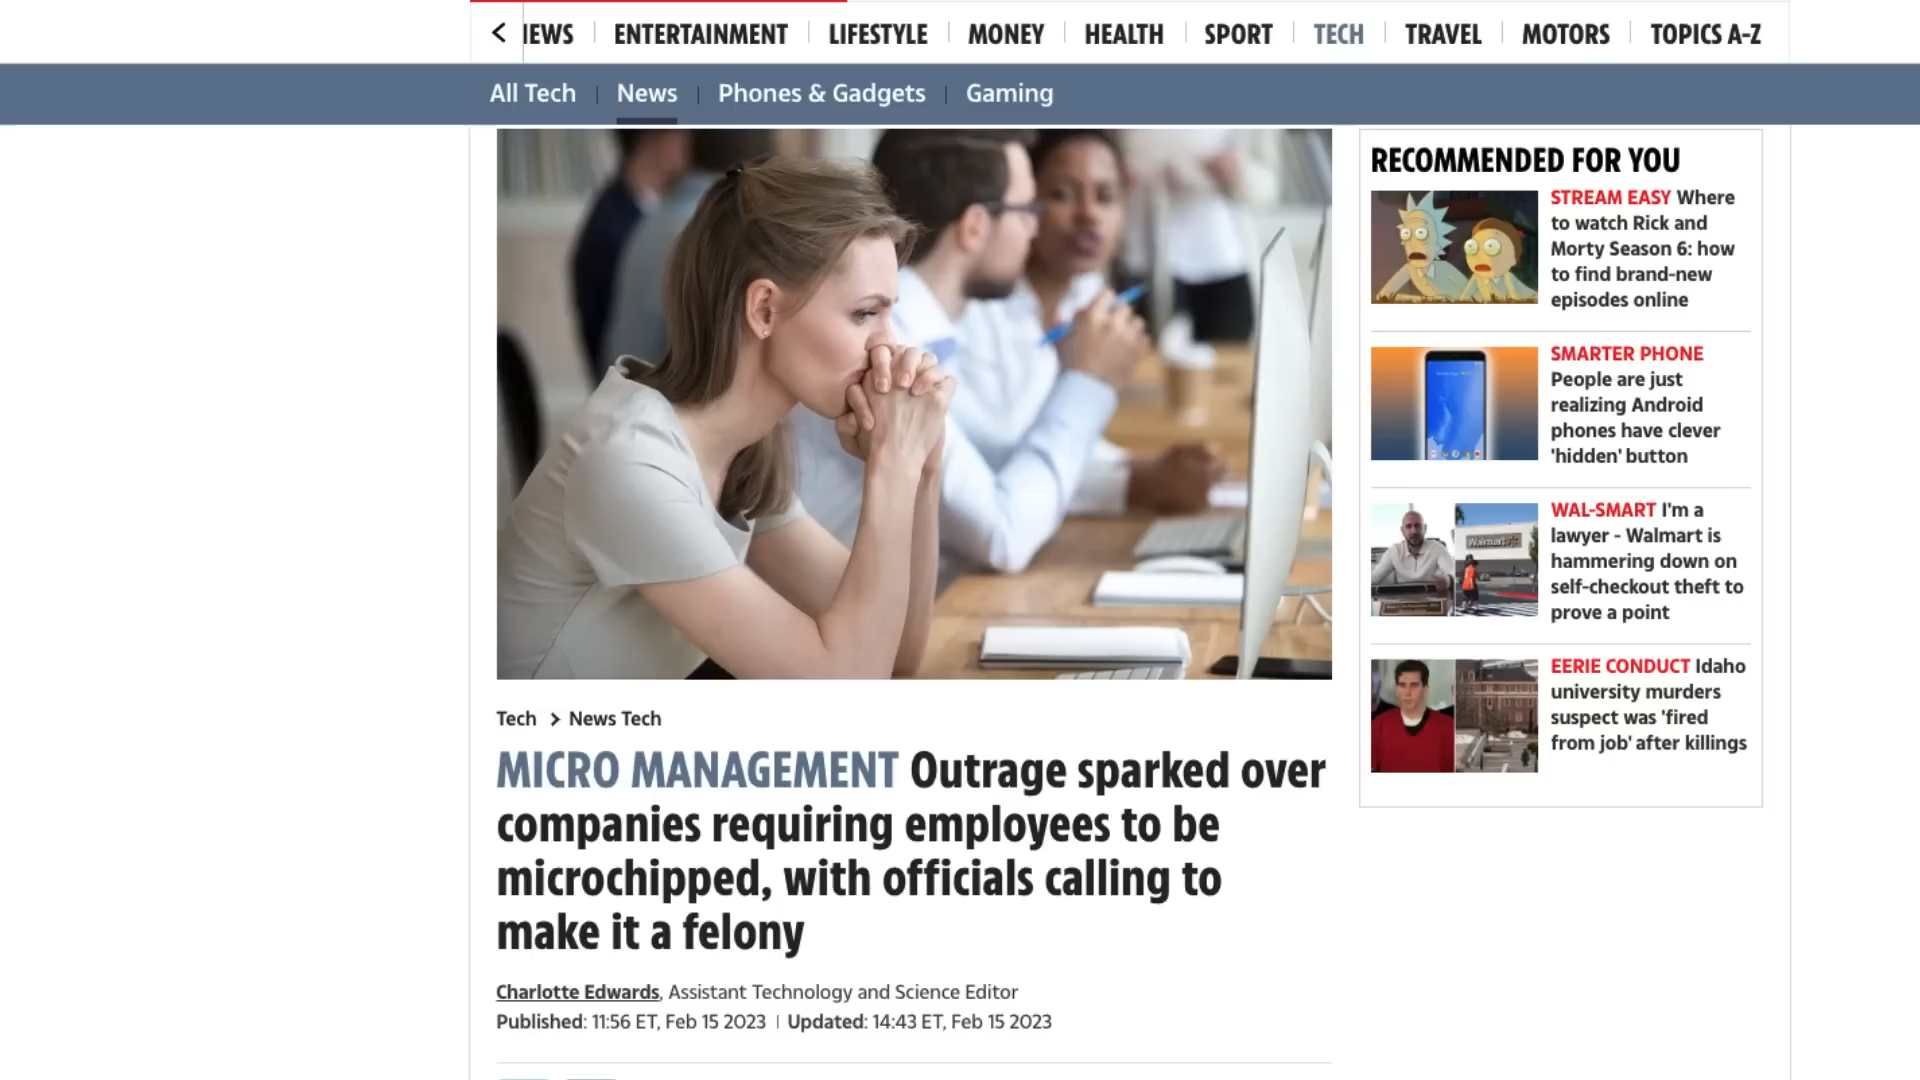 EWS ENTERTAINMENT LIFESTYLE MONEY HEALTH SPORT TECH TRAVEL MOTORS TOPICS A-Z
All Tech News Phones & Gadgets Gaming
Tech > News Tech
MICRO MANAGEMENT Outrage sparked over
companies requiring employees to be
microchipped, with officials calling to
make it a felony
Charlotte Edwards, Assistant Technology and Science Editor
Published: 11:56 ET, Feb 15 2023 | Updated: 14:43 ET, Feb 15 2023
RECOMMENDED FOR YOU
STREAM EASY Where
to watch Rick and
Morty Season 6: how
to find brand-new
episodes online
SMARTER PHONE
People are just
realizing Android
phones have clever
'hidden' button
Walmart
WAL-SMART I'm a
lawyer - Walmart is
hammering down on
self-checkout theft to
prove a point
EERIE CONDUCT Idaho
university murders
suspect was 'fired
from job' after killings